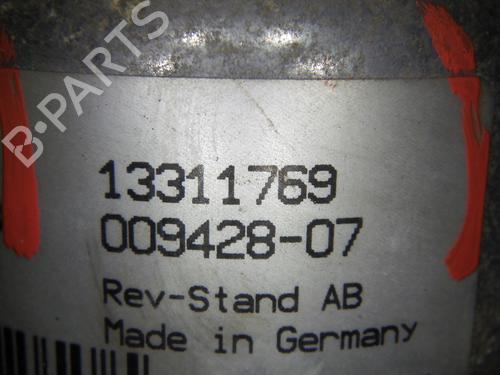 B-PARTS
13311769
009428-07
Rev-Stand AB
Made in Germany